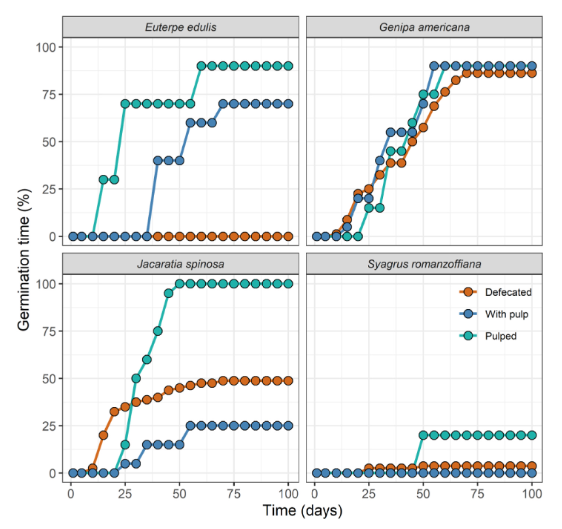 Euterpe edulis
Genipa americana
100%
75
50
25
0
Germination time (%)
Jacaratia spinosa
Syagrus romanzoffiana
100%
75
50
25
0
Defecated
With pulp
Pulped
0 25 50 75 100
0 25 50 75 100
Time (days)